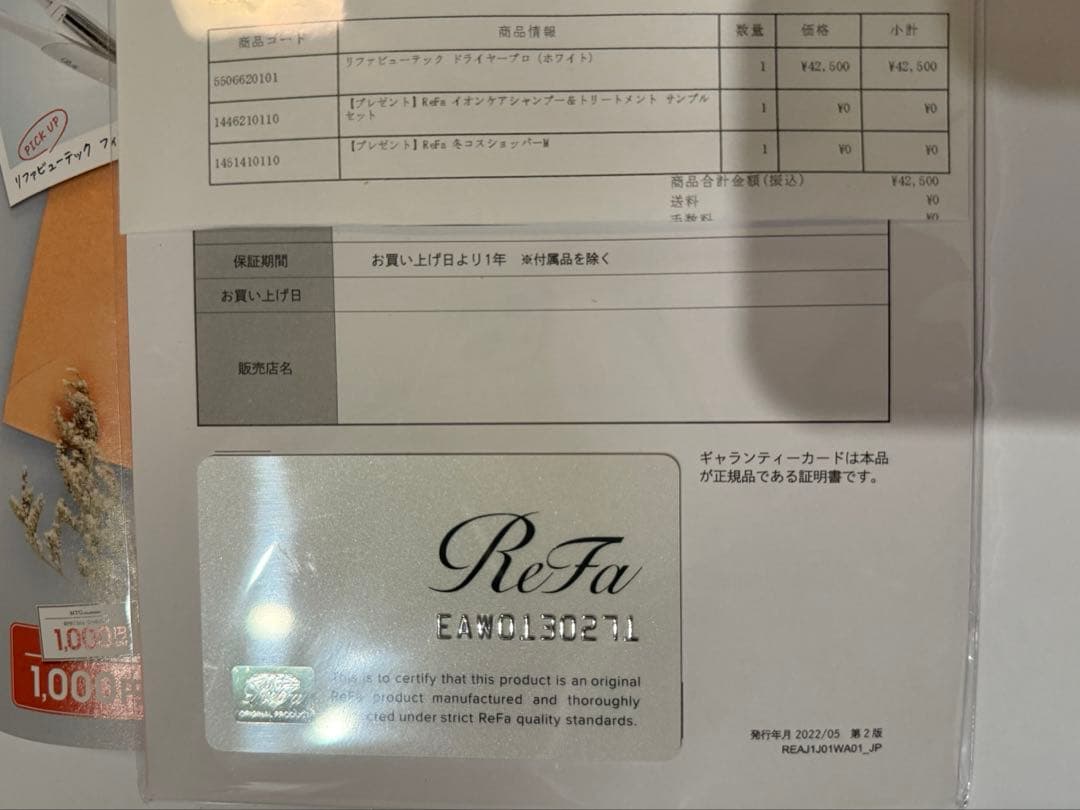 商品コード 商品情報 数量 価格 小計
5506620101 リファビューテック ドライヤープロ（ホワイト） 1 ¥42,500 ¥42,500
1446210110 【プレゼント】ReFa イオンケアシャンプー＆トリートメント サンプル
セット 1 ¥0 ¥0
1451410110 【プレゼント】ReFa 冬コスショッパーM 1 ¥0 ¥0
商品合計金額(振込) ¥42,500
送料 ¥0
手数料 ¥0
PICK UP
リファビューテック フィ
保証期間 お買い上げ日より1年 ※付属品を除く
お買い上げ日
販売店名
ギャランティーカードは本品
が正規品である証明書です。
ReFa
EAW0130271
This is to certify that this product is an original
ReFa product manufactured and thoroughly
cred under strict ReFa quality standards.
ORIGINAL PRODUCT
1,000円
1,000円
発行年月 2022/05 第2版
REAJ1J01WA01_JP